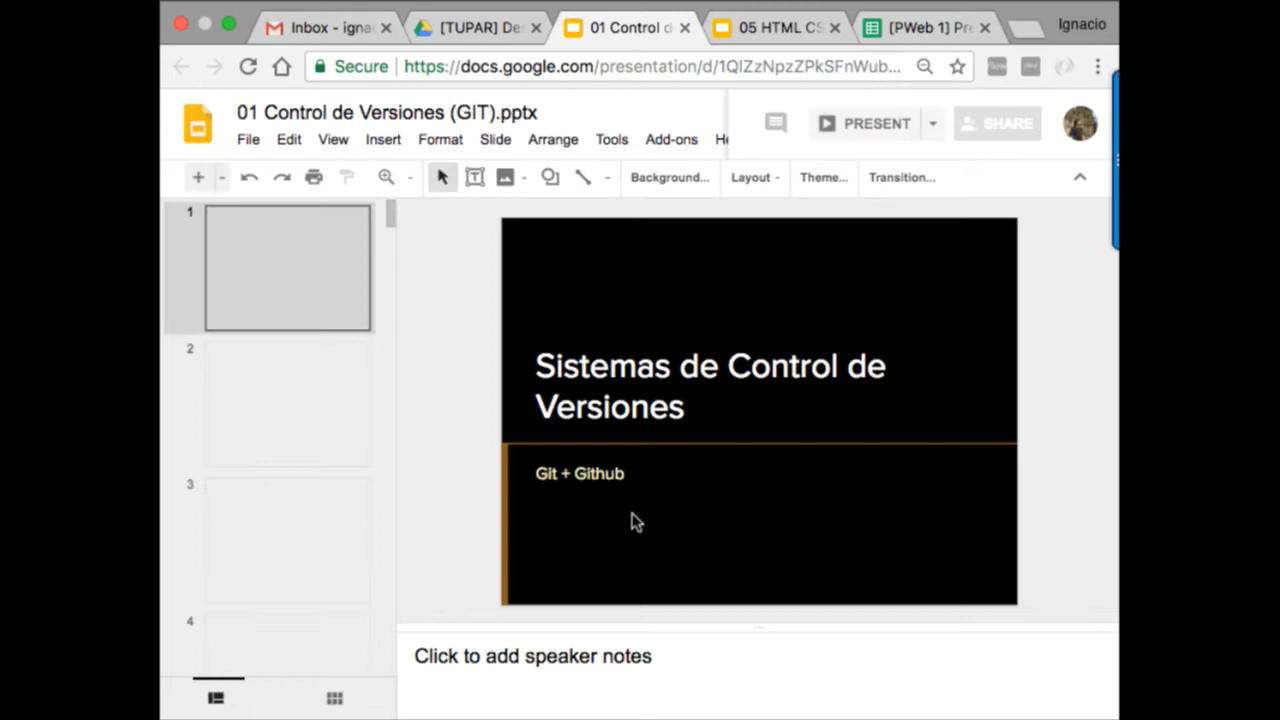 Inbox - igna
[TUPAR] De
01 Control d
05 HTML CS
[PWeb 1] Pre
Ignacio
Secure
https://docs.google.com/presentation/d/1QIZzNpzZPkSFnWub...
01 Control de Versiones (GIT).pptx
PRESENT
SHARE
File Edit View Insert Format Arrange Slide Tools Add-ons He
Background... Layout Theme... Transition...
1
2
3
4
Sistemas de Control de
Versiones
Git + Github
Click to add speaker notes